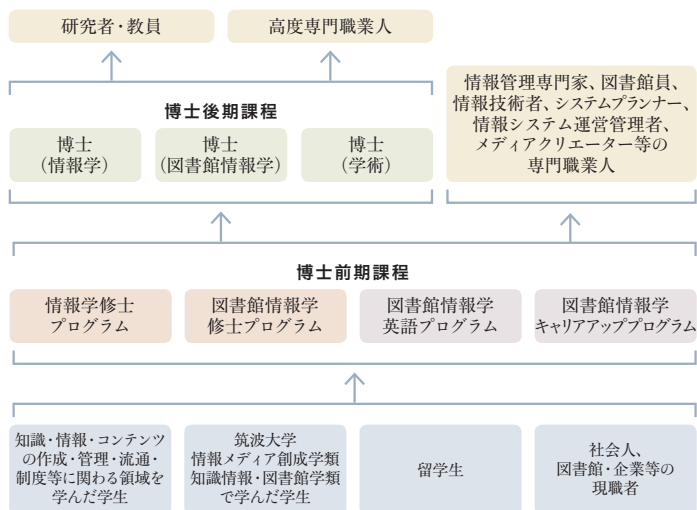 研究者・教員
高度専門職業人
博士後期課程
博士
(情報学)
博士
(図書館情報学)
博士
(学術)
情報管理専門家、図書館員、
情報技術者、システムプランナー、
情報システム運営管理者、
メディアクリエーター等の
専門職業人
博士前期課程
情報学修士
プログラム
図書館情報学
修士プログラム
図書館情報学
英語プログラム
図書館情報学
キャリアアッププログラム
知識・情報・コンテンツ
の作成・管理・流通・
制度等に関わる領域を
学んだ学生
筑波大学
情報メディア創成学類
知識情報・図書館学類
で学んだ学生
留学生
社会人、
図書館・企業等の
現職者